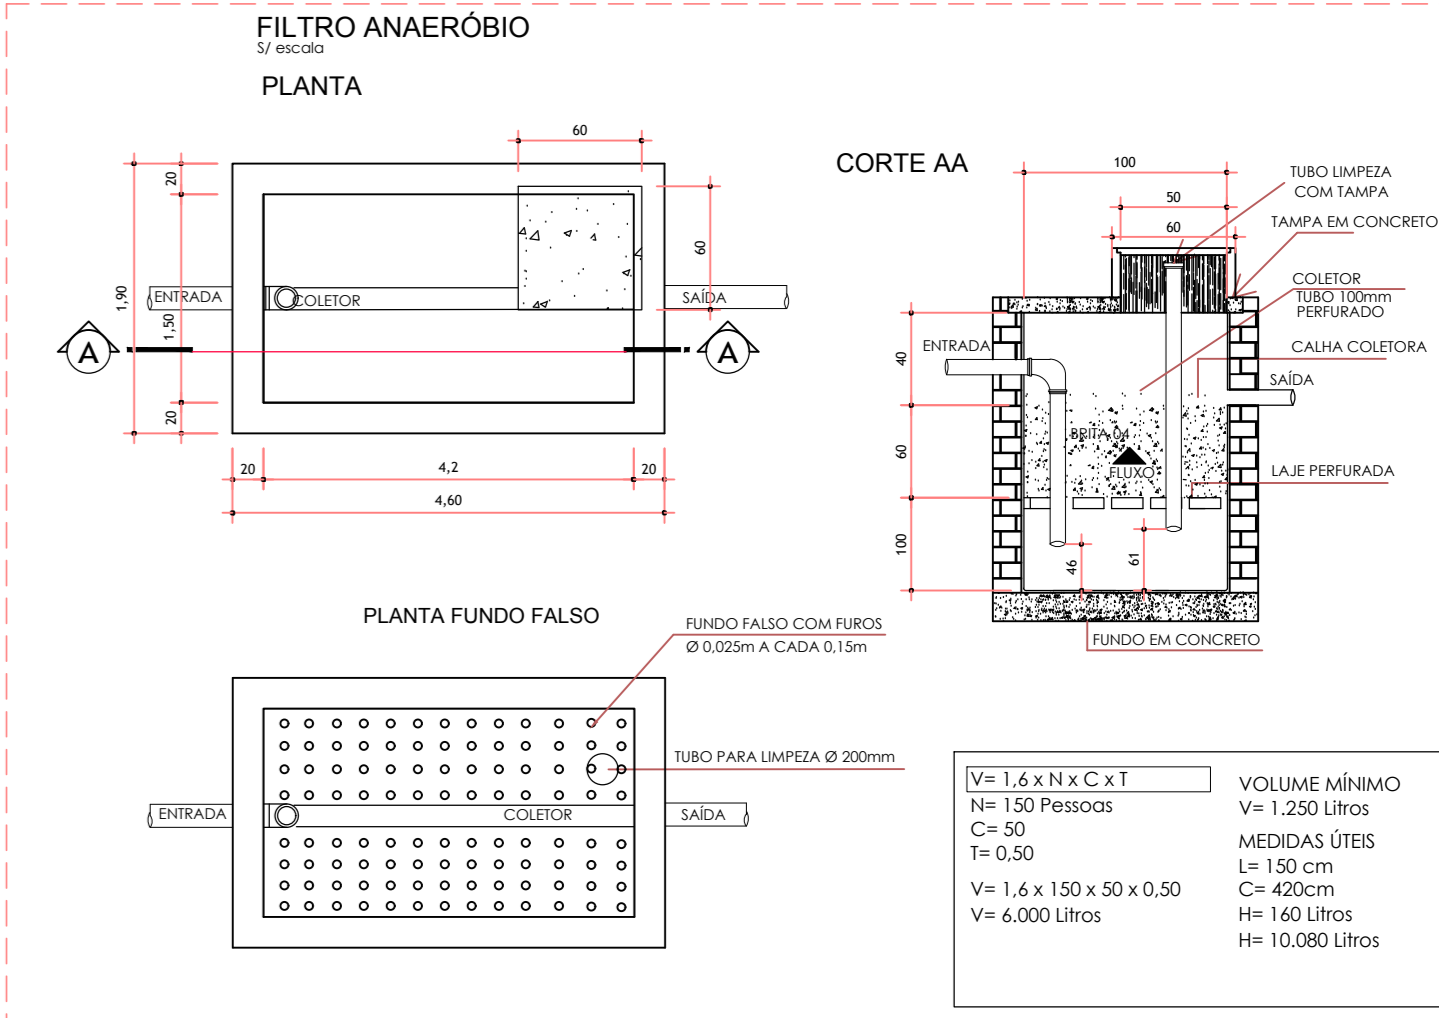 FILTRO ANAERÓBIO
S/ escala
PLANTA
60
20
1,90
1,50
20
60
ENTRADA
COLETOR
SAÍDA
A
A
20
4,2
20
4,60
CORTE AA
100
50
60
TUBO LIMPEZA
COM TAMPA
TAMPA EM CONCRETO
COLETOR
TUBO 100mm
PERFURADO
CALHA COLETORA
ENTRADA
SAÍDA
40
60
100
BRITA 04
FLUXO
LAJE PERFURADA
46
61
FUNDO EM CONCRETO
PLANTA FUNDO FALSO
FUNDO FALSO COM FUROS
Ø 0,025m A CADA 0,15m
TUBO PARA LIMPEZA Ø 200mm
ENTRADA
COLETOR
SAÍDA
V= 1,6 x N x C x T
N= 150 Pessoas
C= 50
T= 0,50
V= 1,6 x 150 x 50 x 0,50
V= 6.000 Litros
VOLUME MÍNIMO
V= 1.250 Litros
MEDIDAS ÚTEIS
L= 150 cm
C= 420cm
H= 160 Litros
H= 10.080 Litros